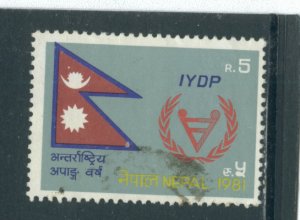 R.5
IYDP
अन्तर्राष्ट्रिय
अपाङ्ग वर्ष
रु.५
नेपाल NEPAL 1981